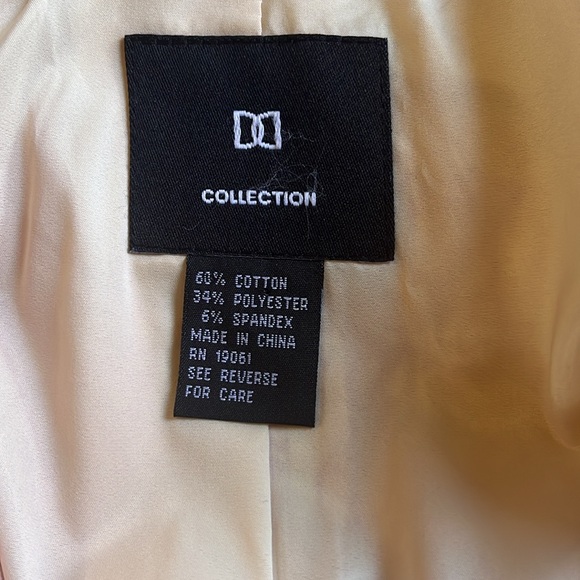 DD
COLLECTION
60% COTTON
34% POLYESTER
6% SPANDEX
MADE IN CHINA
RN 19061
SEE REVERSE
FOR CARE